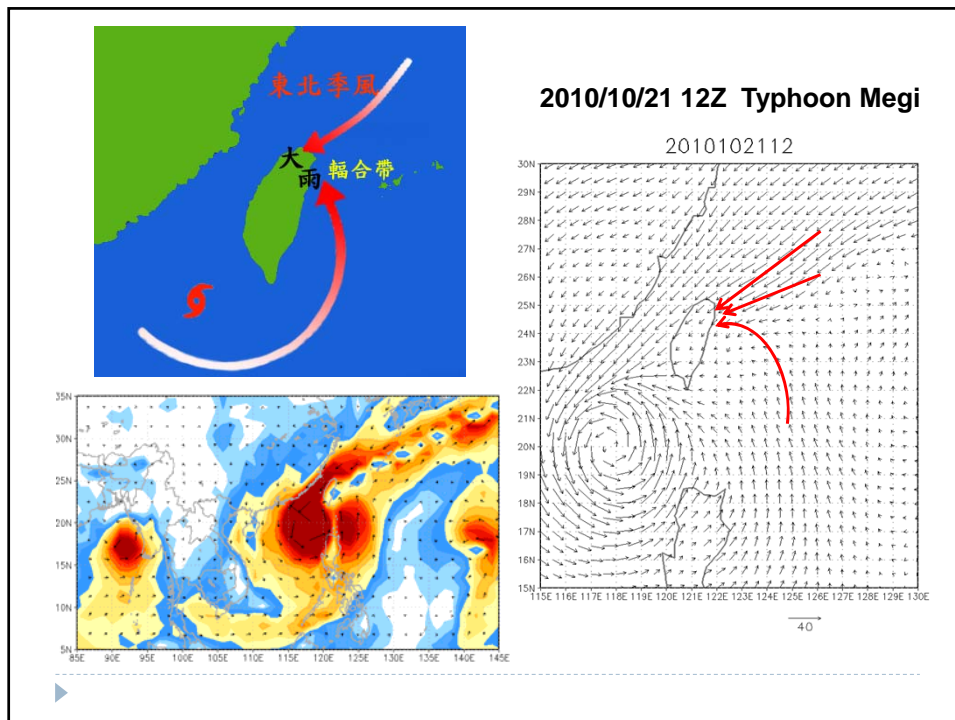 東北季風
大
雨
輻合帶
2010/10/21 12Z Typhoon Megi
2010102112
30N
29N
28N
27N
26N
25N
24N
23N
22N
21N
20N
19N
18N
17N
16N
15N
115E 116E 117E 118E 119E 120E 121E 122E 123E 124E 125E 126E 127E 128E 129E 130E
40
35N
30N
25N
20N
15N
10N
5N
85E 90E 95E 100E 105E 110E 115E 120E 125E 130E 135E 140E 145E